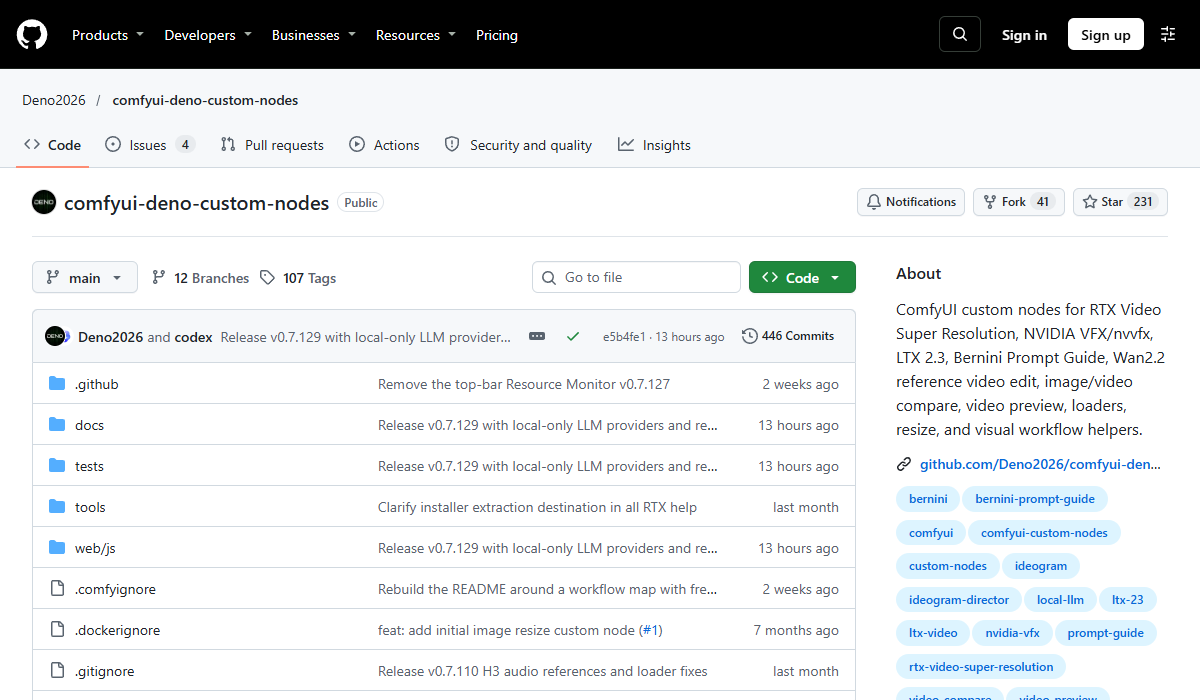 Products Developers Businesses Resources Pricing Sign in Sign up
Deno2026 / comfyui-deno-custom-nodes
Code Issues 4 Pull requests Actions Security and quality Insights
DENO comfyui-deno-custom-nodes Public Notifications Fork 41 Star 231
main 12 Branches 107 Tags Go to file Code
DENO Deno2026 and codex Release v0.7.129 with local-only LLM provider... e5b4fe1 · 13 hours ago 446 Commits
.github Remove the top-bar Resource Monitor v0.7.127 2 weeks ago
docs Release v0.7.129 with local-only LLM providers and re... 13 hours ago
tests Release v0.7.129 with local-only LLM providers and re... 13 hours ago
tools Clarify installer extraction destination in all RTX help last month
web/js Release v0.7.129 with local-only LLM providers and re... 13 hours ago
.comfyignore Rebuild the README around a workflow map with fre... 2 weeks ago
.dockerignore feat: add initial image resize custom node (#1) 7 months ago
.gitignore Release v0.7.110 H3 audio references and loader fixes last month
About
ComfyUI custom nodes for RTX Video
Super Resolution, NVIDIA VFX/nvvfx,
LTX 2.3, Bernini Prompt Guide, Wan2.2
reference video edit, image/video
compare, video preview, loaders,
resize, and visual workflow helpers.
github.com/Deno2026/comfyui-den...
bernini bernini-prompt-guide
comfyui comfyui-custom-nodes
custom-nodes ideogram
ideogram-director local-llm ltx-23
ltx-video nvidia-vfx prompt-guide
rtx-video-super-resolution
video-compare video-preview